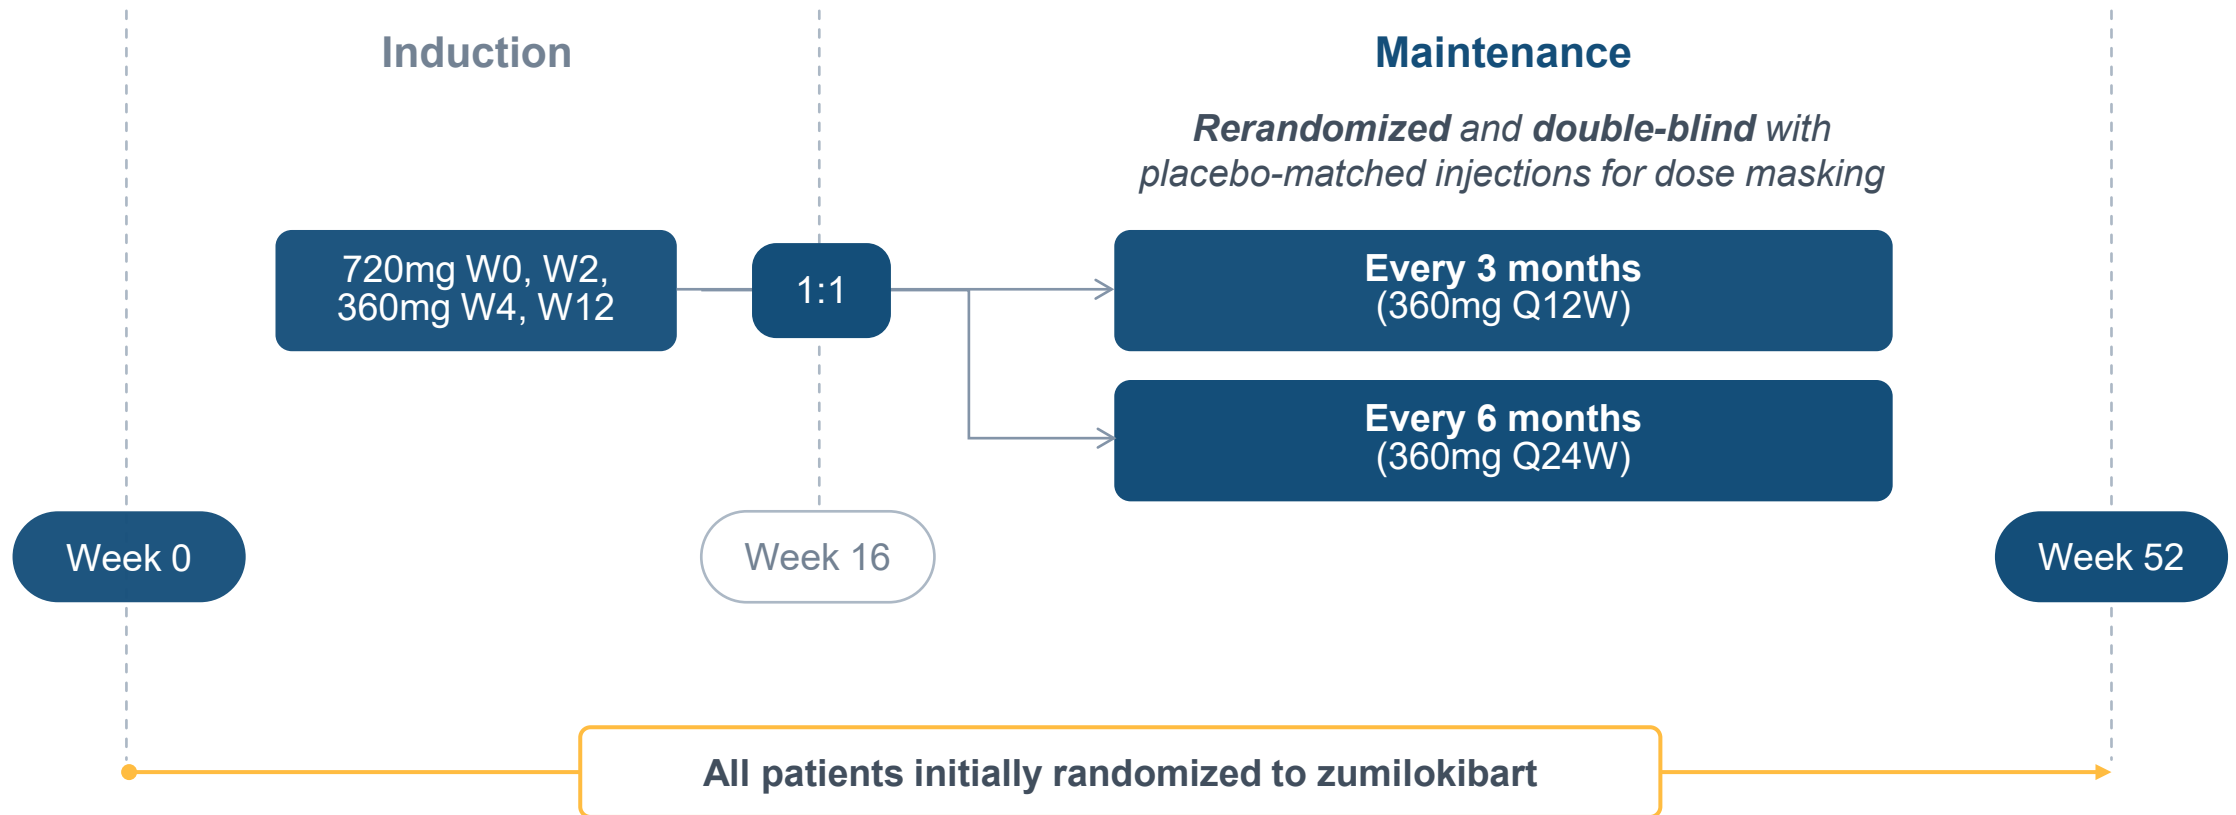 Induction
Maintenance
Rerandomized and double-blind with
placebo-matched injections for dose masking
720mg W0, W2,
360mg W4, W12
1:1
Every 3 months
(360mg Q12W)
Every 6 months
(360mg Q24W)
Week 0
Week 16
Week 52
All patients initially randomized to zumilokibart